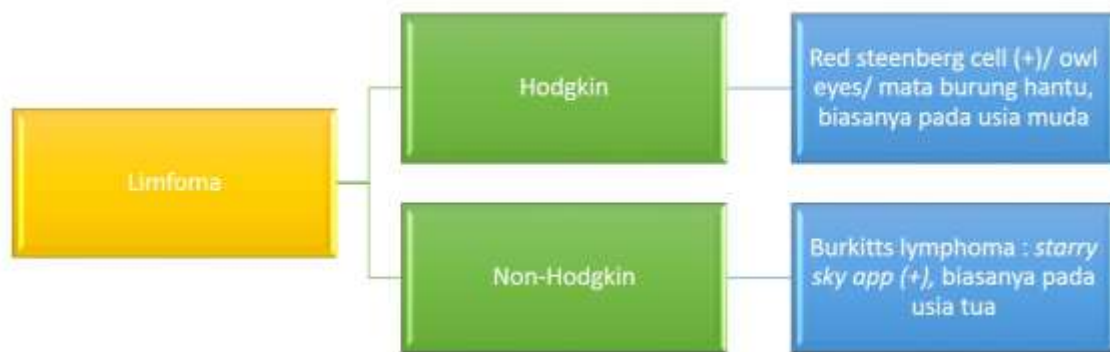 Limfoma
Hodgkin
Red steenberg cell (+)/ owl
eyes/ mata burung hantu,
biasanya pada usia muda
Non-Hodgkin
Burkitts lymphoma : starry
sky app (+), biasanya pada
usia tua